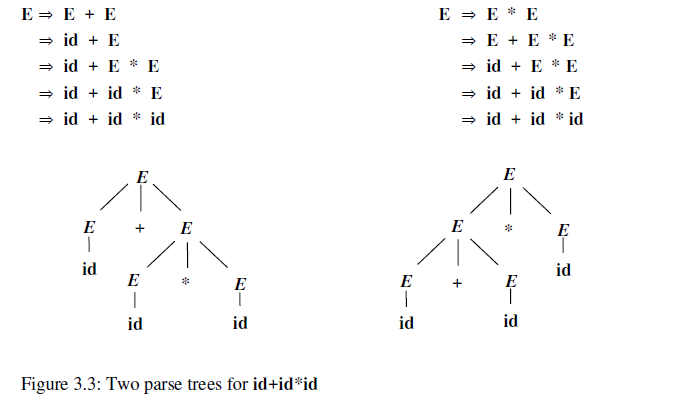 E ⇒ E + E
⇒ id + E
⇒ id + E * E
⇒ id + id * E
⇒ id + id * id
E ⇒ E * E
⇒ E + E * E
⇒ id + E * E
⇒ id + id * E
⇒ id + id * id
E
E + E
id
E * E
id id
E
E * E
id
E + E
id id
Figure 3.3: Two parse trees for id+id*id